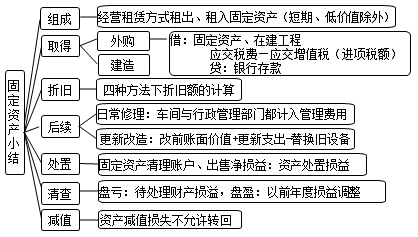 固定资产小结
组成
经营租赁方式租出、租入固定资产（短期、低价值除外）
取得
外购
建造
借：固定资产、在建工程
应交税费—应交增值税（进项税额）
贷：银行存款
折旧
四种方法下折旧额的计算
后续
日常修理：车间与行政管理部门都计入管理费用
更新改造：改前账面价值+更新支出-替换旧设备
处置
固定资产清理账户、出售净损益：资产处置损益
清查
盘亏：待处理财产损益，盘盈：以前年度损益调整
减值
资产减值损失不允许转回